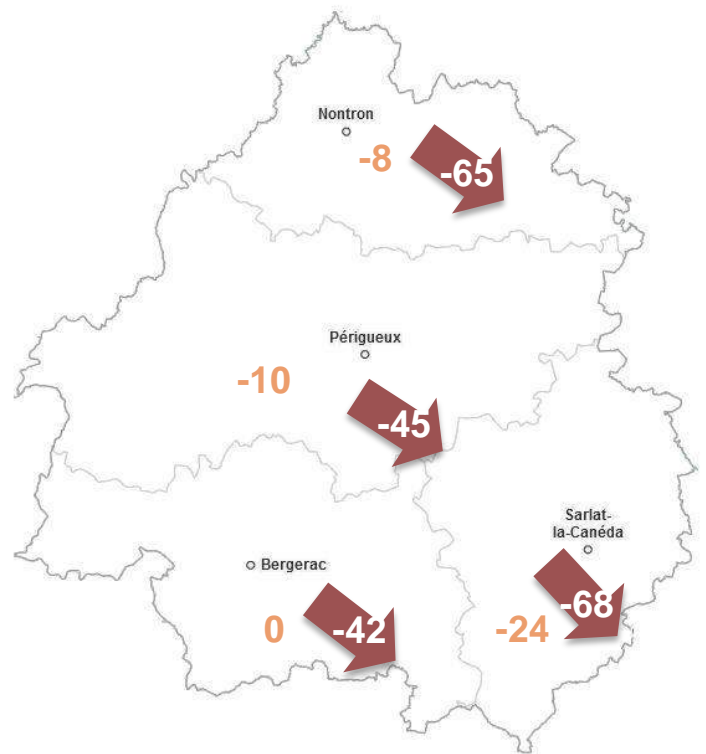 Nontron
-8
-65
Périgueux
-10
-45
Sarlat-
la-Canéda
Bergerac
0
-42
-24
-68